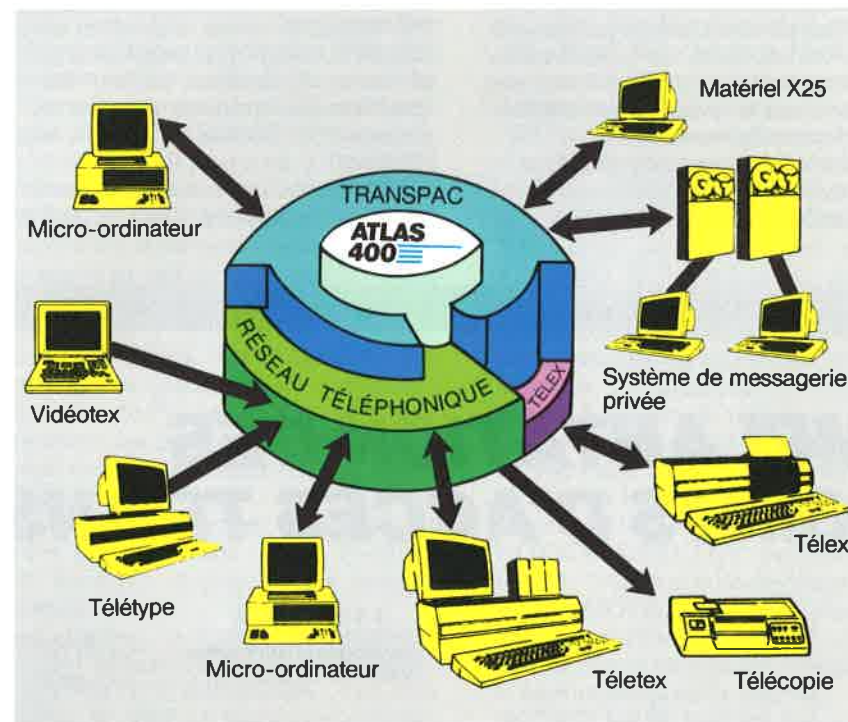 Matériel X25
TRANSPAC
ATLAS
400
Micro-ordinateur
RÉSEAU TÉLÉPHONIQUE
TÉLEX
Système de messagerie
privée
Vidéotex
Télex
Télétype
Micro-ordinateur
Téletex
Télécopie